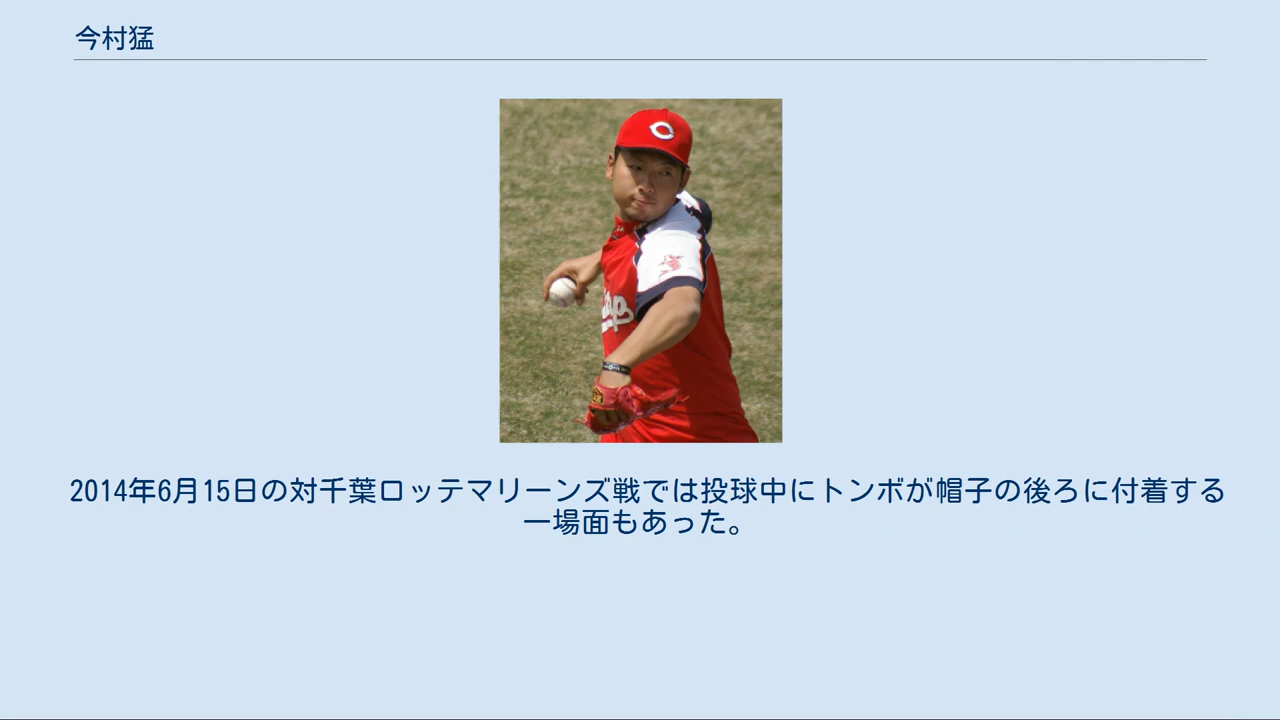 今村猛
2014年6月15日の対千葉ロッテマリーンズ戦では投球中にトンボが帽子の後ろに付着する
一場面もあった。